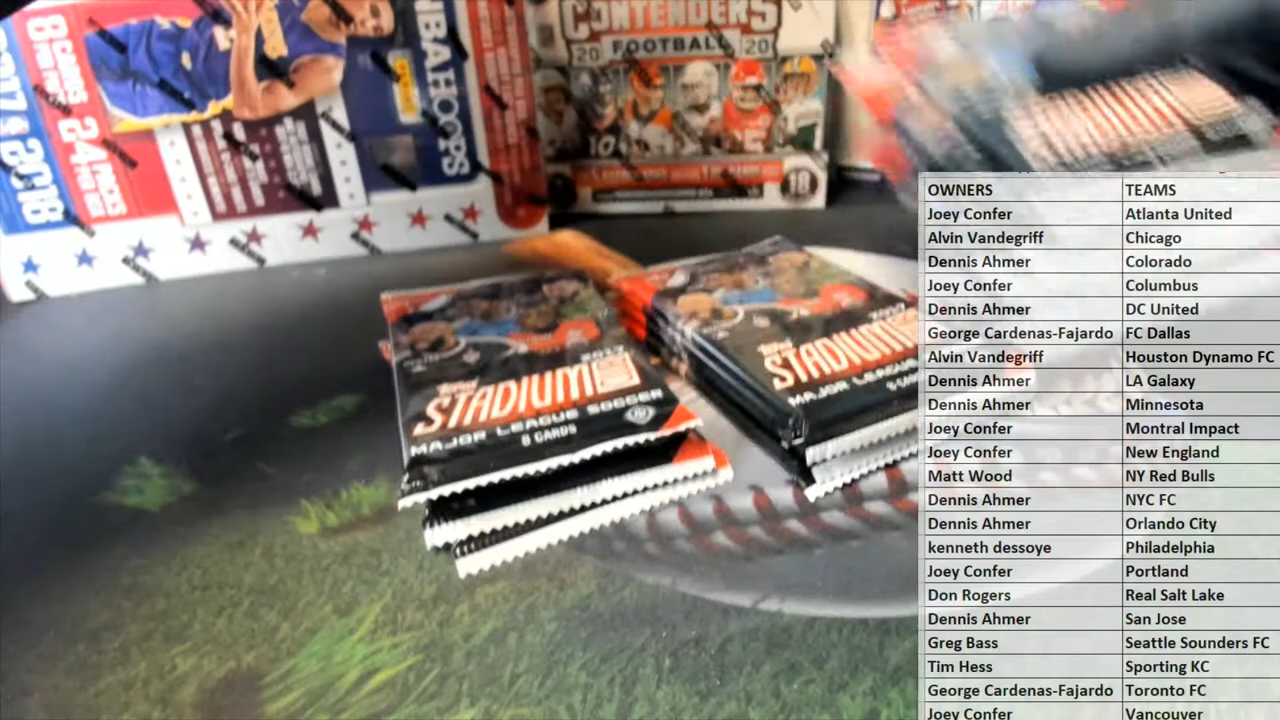 2017 & 2018
8 CARDS
24 PACKS
NBA HOOPS
CONTENDERS
20 FOOTBALL 20
18
2017
Topps
STADIUM
MAJOR LEAGUE SOCCER
8 CARDS
2017
Topps
STADIUM
MAJOR LEAGUE
OWNERS TEAMS
Joey Confer Atlanta United
Alvin Vandegriff Chicago
Dennis Ahmer Colorado
Joey Confer Columbus
Dennis Ahmer DC United
George Cardenas-Fajardo FC Dallas
Alvin Vandegriff Houston Dynamo FC
Dennis Ahmer LA Galaxy
Dennis Ahmer Minnesota
Joey Confer Montral Impact
Joey Confer New England
Matt Wood NY Red Bulls
Dennis Ahmer NYC FC
Dennis Ahmer Orlando City
kenneth dessoye Philadelphia
Joey Confer Portland
Don Rogers Real Salt Lake
Dennis Ahmer San Jose
Greg Bass Seattle Sounders FC
Tim Hess Sporting KC
George Cardenas-Fajardo Toronto FC
Joey Confer Vancouver